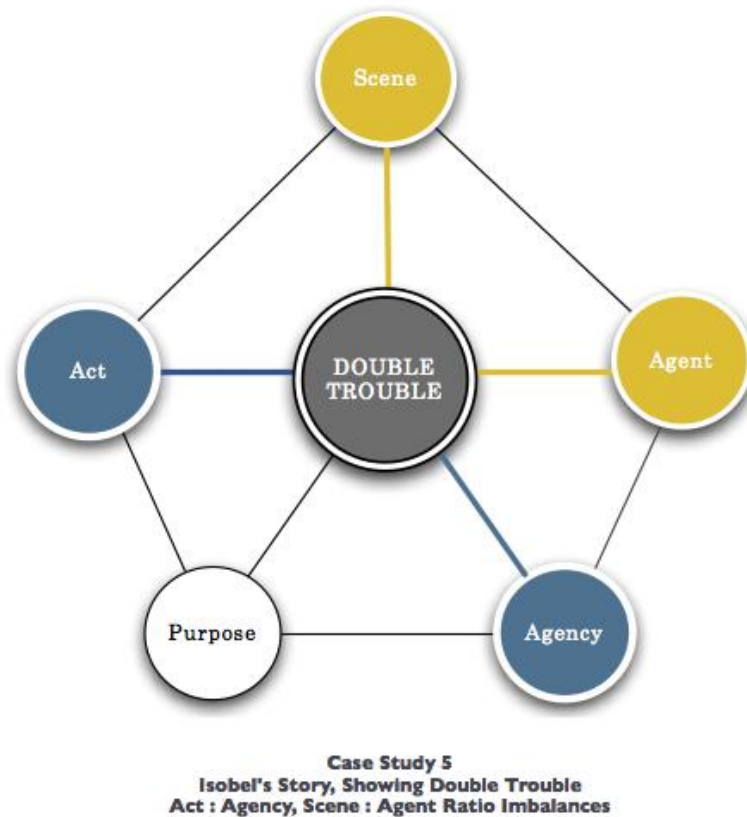 Scene
Act
DOUBLE
TROUBLE
Agent
Purpose
Agency
Case Study 5
Isobel's Story, Showing Double Trouble
Act : Agency, Scene : Agent Ratio Imbalances